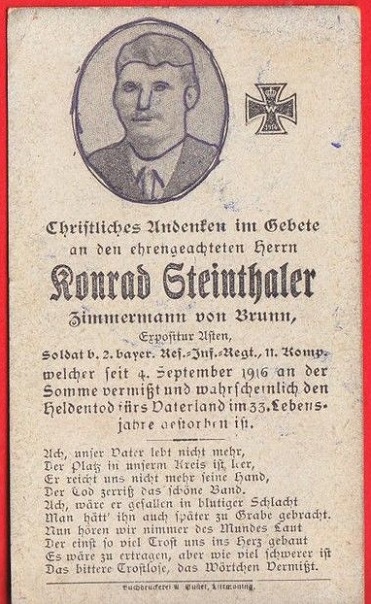 W
1914
Christliches Andenken im Gebete
an den ehrengeachteten Herrn
Konrad Steinthaler
Zimmermann von Brunn,
Expositur Asten,
Soldat b. 2. bayer. Res.-Inf.-Regt., 11. Komp.
welcher seit 4. September 1916 an der
Somme vermißt und wahrscheinlich den
Heldentod fürs Vaterland im 33. Lebens-
jahre gestorben ist.
Ach, unser Vater lebt nicht mehr,
Der Platz in unserm Kreis ist leer,
Er reicht uns nicht mehr seine Hand,
Der Tod zerriß das schöne Band.
Ach, wäre er gefallen in blutiger Schlacht
Man hätt' ihn auch später zu Grabe gebracht.
Nun hören wir nimmer des Mundes Laut
Der einst so viel Trost uns ins Herz gebaut
Es wäre zu ertragen, aber wie viel schwerer ist
Das bittere Trostlose, das Wörtchen Vermißt.
Buchdruckerei Tittmoning.